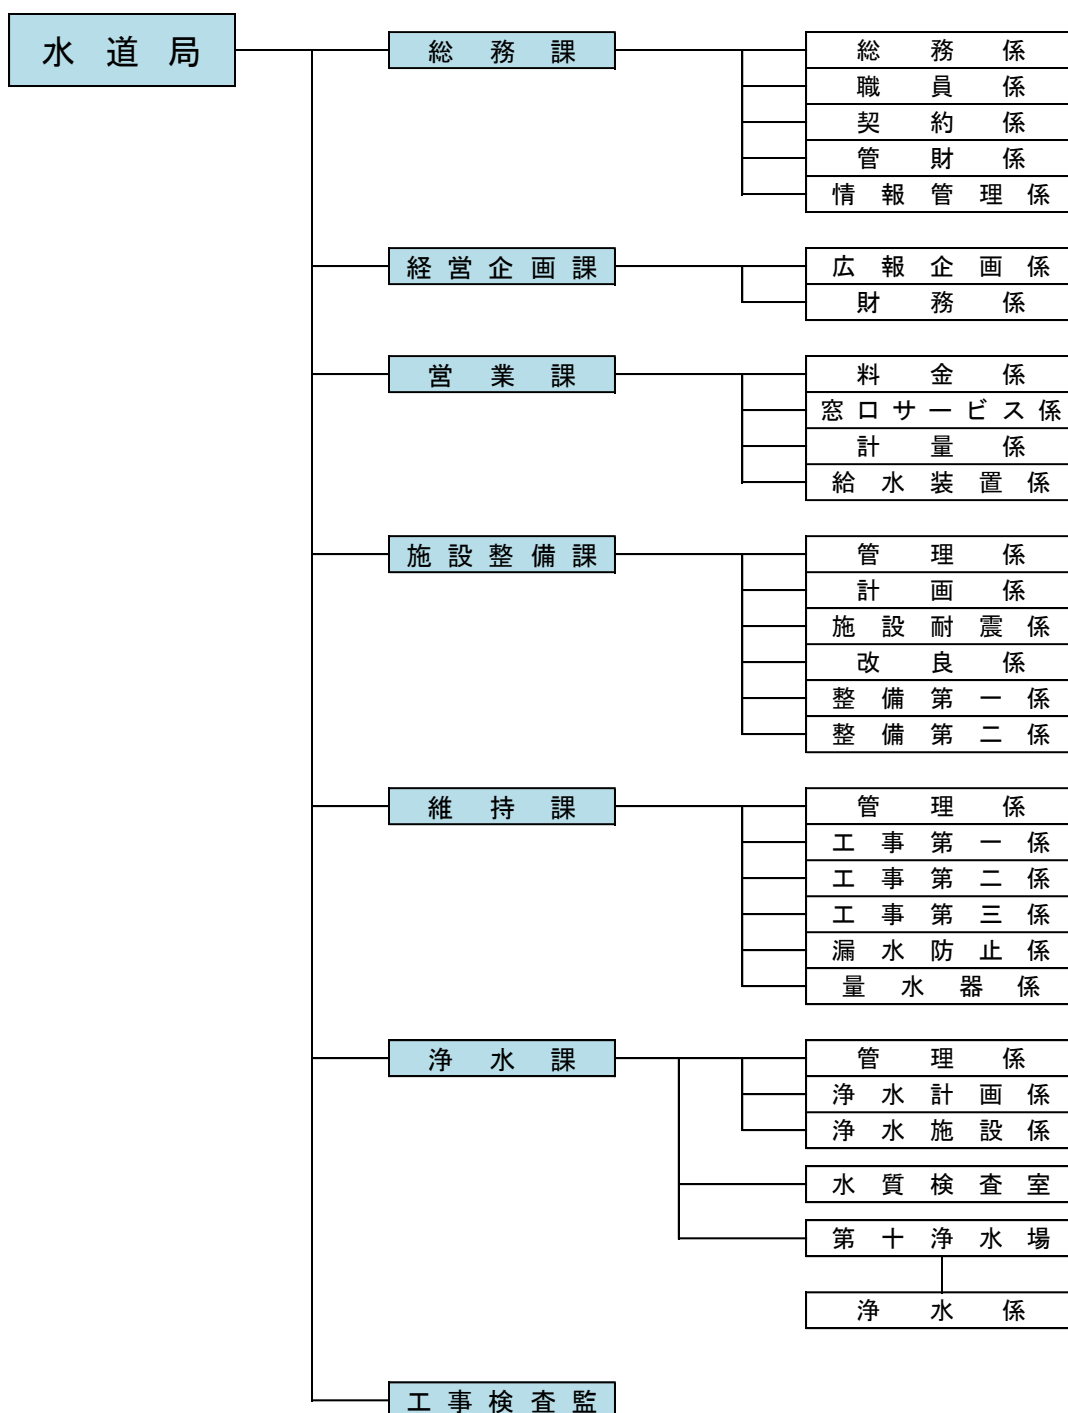 水道局
総務課
総務係
職員係
契約係
管財係
情報管理係
経営企画課
広報企画係
財務係
営業課
料金係
窓口サービス係
計量係
給水装置係
施設整備課
管理係
計画係
施設耐震係
改良係
整備第一係
整備第二係
維持課
管理係
工事第一係
工事第二係
工事第三係
漏水防止係
量水器係
浄水課
管理係
浄水計画係
浄水施設係
水質検査室
第十浄水場
浄水係
工事検査監